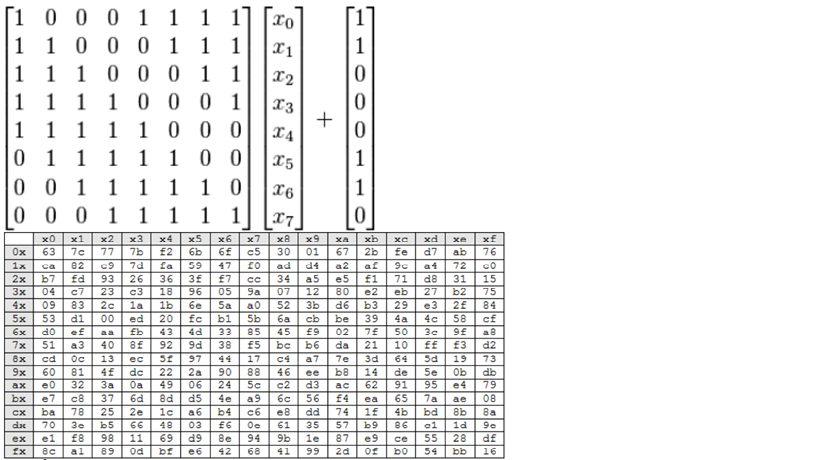 1 0 0 0 1 1 1 1 x₀ 1
1 1 0 0 0 1 1 1 x₁ 1
1 1 1 0 0 0 1 1 x₂ 0
1 1 1 1 0 0 0 1 x₃ + 0
1 1 1 1 1 0 0 0 x₄ 0
0 1 1 1 1 1 0 0 x₅ 1
0 0 1 1 1 1 1 0 x₆ 1
0 0 0 1 1 1 1 1 x₇ 0
x0 x1 x2 x3 x4 x5 x6 x7 x8 x9 xa xb xc xd xe xf
0x 63 7c 77 7b f2 6b 6f c5 30 01 67 2b fe d7 ab 76
1x ca 82 c9 7d fa 59 47 f0 ad d4 a2 af 9c a4 72 c0
2x b7 fd 93 26 36 3f f7 cc 34 a5 e5 f1 71 d8 31 15
3x 04 c7 23 c3 18 96 05 9a 07 12 80 e2 eb 27 b2 75
4x 09 83 2c 1a 1b 6e 5a a0 52 3b d6 b3 29 e3 2f 84
5x 53 d1 00 ed 20 fc b1 5b 6a cb be 39 4a 4c 58 cf
6x d0 ef aa fb 43 4d 33 85 45 f9 02 7f 50 3c 9f a8
7x 51 a3 40 8f 92 9d 38 f5 bc b6 da 21 10 ff f3 d2
8x cd 0c 13 ec 5f 97 44 17 c4 a7 7e 3d 64 5d 19 73
9x 60 81 4f dc 22 2a 90 88 46 ee b8 14 de 5e 0b db
ax e0 32 3a 0a 49 06 24 5c c2 d3 ac 62 91 95 e4 79
bx e7 c8 37 6d 8d d5 4e a9 6c 56 f4 ea 65 7a ae 08
cx ba 78 25 2e 1c a6 b4 c6 e8 dd 74 1f 4b bd 8b 8a
dx 70 3e b5 66 48 03 f6 0e 61 35 57 b9 86 c1 1d 9e
ex e1 f8 98 11 69 d9 8e 94 9b 1e 87 e9 ce 55 28 df
fx 8c a1 89 0d bf e6 42 68 41 99 2d 0f b0 54 bb 16